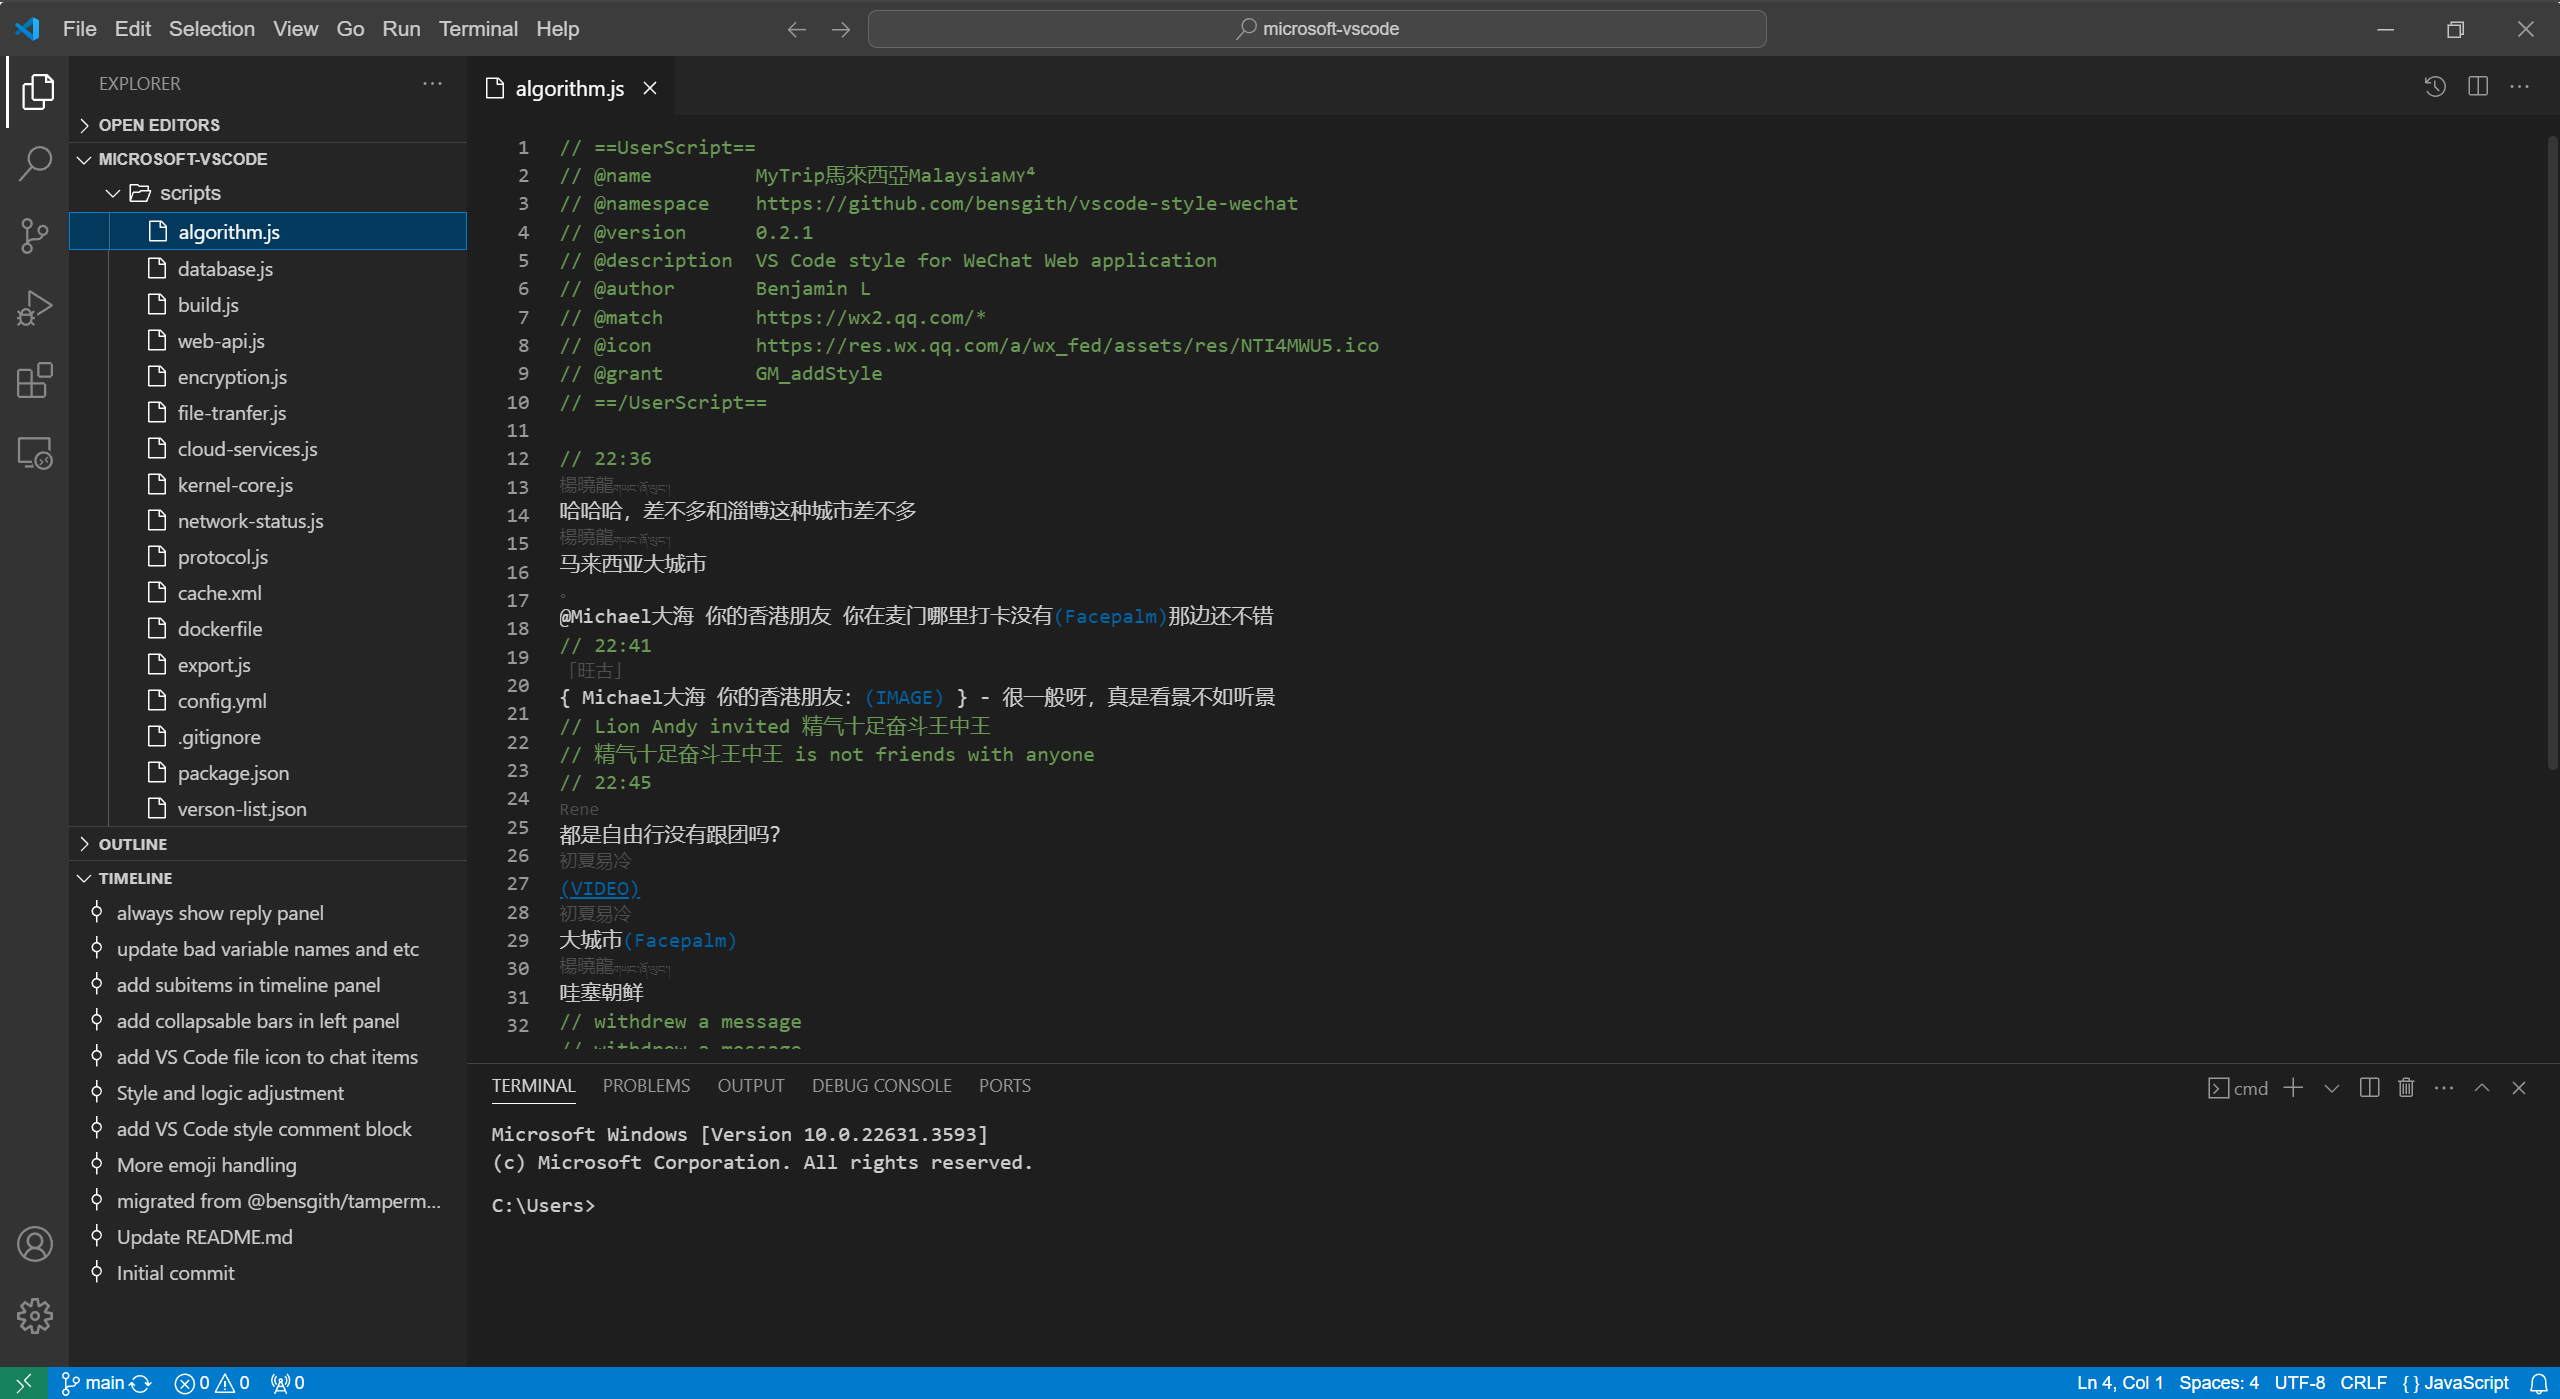 File Edit Selection View Go Run Terminal Help
microsoft-vscode
EXPLORER
OPEN EDITORS
MICROSOFT-VSCODE
scripts
algorithm.js
database.js
build.js
web-api.js
encryption.js
file-tranfer.js
cloud-services.js
kernel-core.js
network-status.js
protocol.js
cache.xml
dockerfile
export.js
config.yml
.gitignore
package.json
verson-list.json
OUTLINE
TIMELINE
always show reply panel
update bad variable names and etc
add subitems in timeline panel
add collapsable bars in left panel
add VS Code file icon to chat items
Style and logic adjustment
add VS Code style comment block
More emoji handling
migrated from @bensgith/tamperm...
Update README.md
Initial commit
algorithm.js
1 // ==UserScript==
2 // @name MyTrip馬來西亞Malaysiaᴍʏ⁴
3 // @namespace https://github.com/bensgith/vscode-style-wechat
4 // @version 0.2.1
5 // @description VS Code style for WeChat Web application
6 // @author Benjamin L
7 // @match https://wx2.qq.com/*
8 // @icon https://res.wx.qq.com/a/wx_fed/assets/res/NTI4MWU5.ico
9 // @grant GM_addStyle
10 // ==/UserScript==
11
12 // 22:36
13 楊曉龍
14 哈哈哈，差不多和淄博这种城市差不多
15 楊曉龍
16 马来西亚大城市
17 。
18 @Michael大海 你的香港朋友 你在麦门哪里打卡没有(Facepalm)那边还不错
19 // 22:41
「旺古」
20 { Michael大海 你的香港朋友：(IMAGE) } - 很一般呀，真是看景不如听景
21 // Lion Andy invited 精气十足奋斗王中王
22 // 精气十足奋斗王中王 is not friends with anyone
23 // 22:45
24 Rene
25 都是自由行没有跟团吗？
26 初夏易冷
27 (VIDEO)
28 初夏易冷
29 大城市(Facepalm)
30 楊曉龍
31 哇塞朝鲜
32 // withdrew a message
// withdrew a message
TERMINAL PROBLEMS OUTPUT DEBUG CONSOLE PORTS
cmd
Microsoft Windows [Version 10.0.22631.3593]
(c) Microsoft Corporation. All rights reserved.
C:\Users>
main 0 0 0
Ln 4, Col 1 Spaces: 4 UTF-8 CRLF { } JavaScript